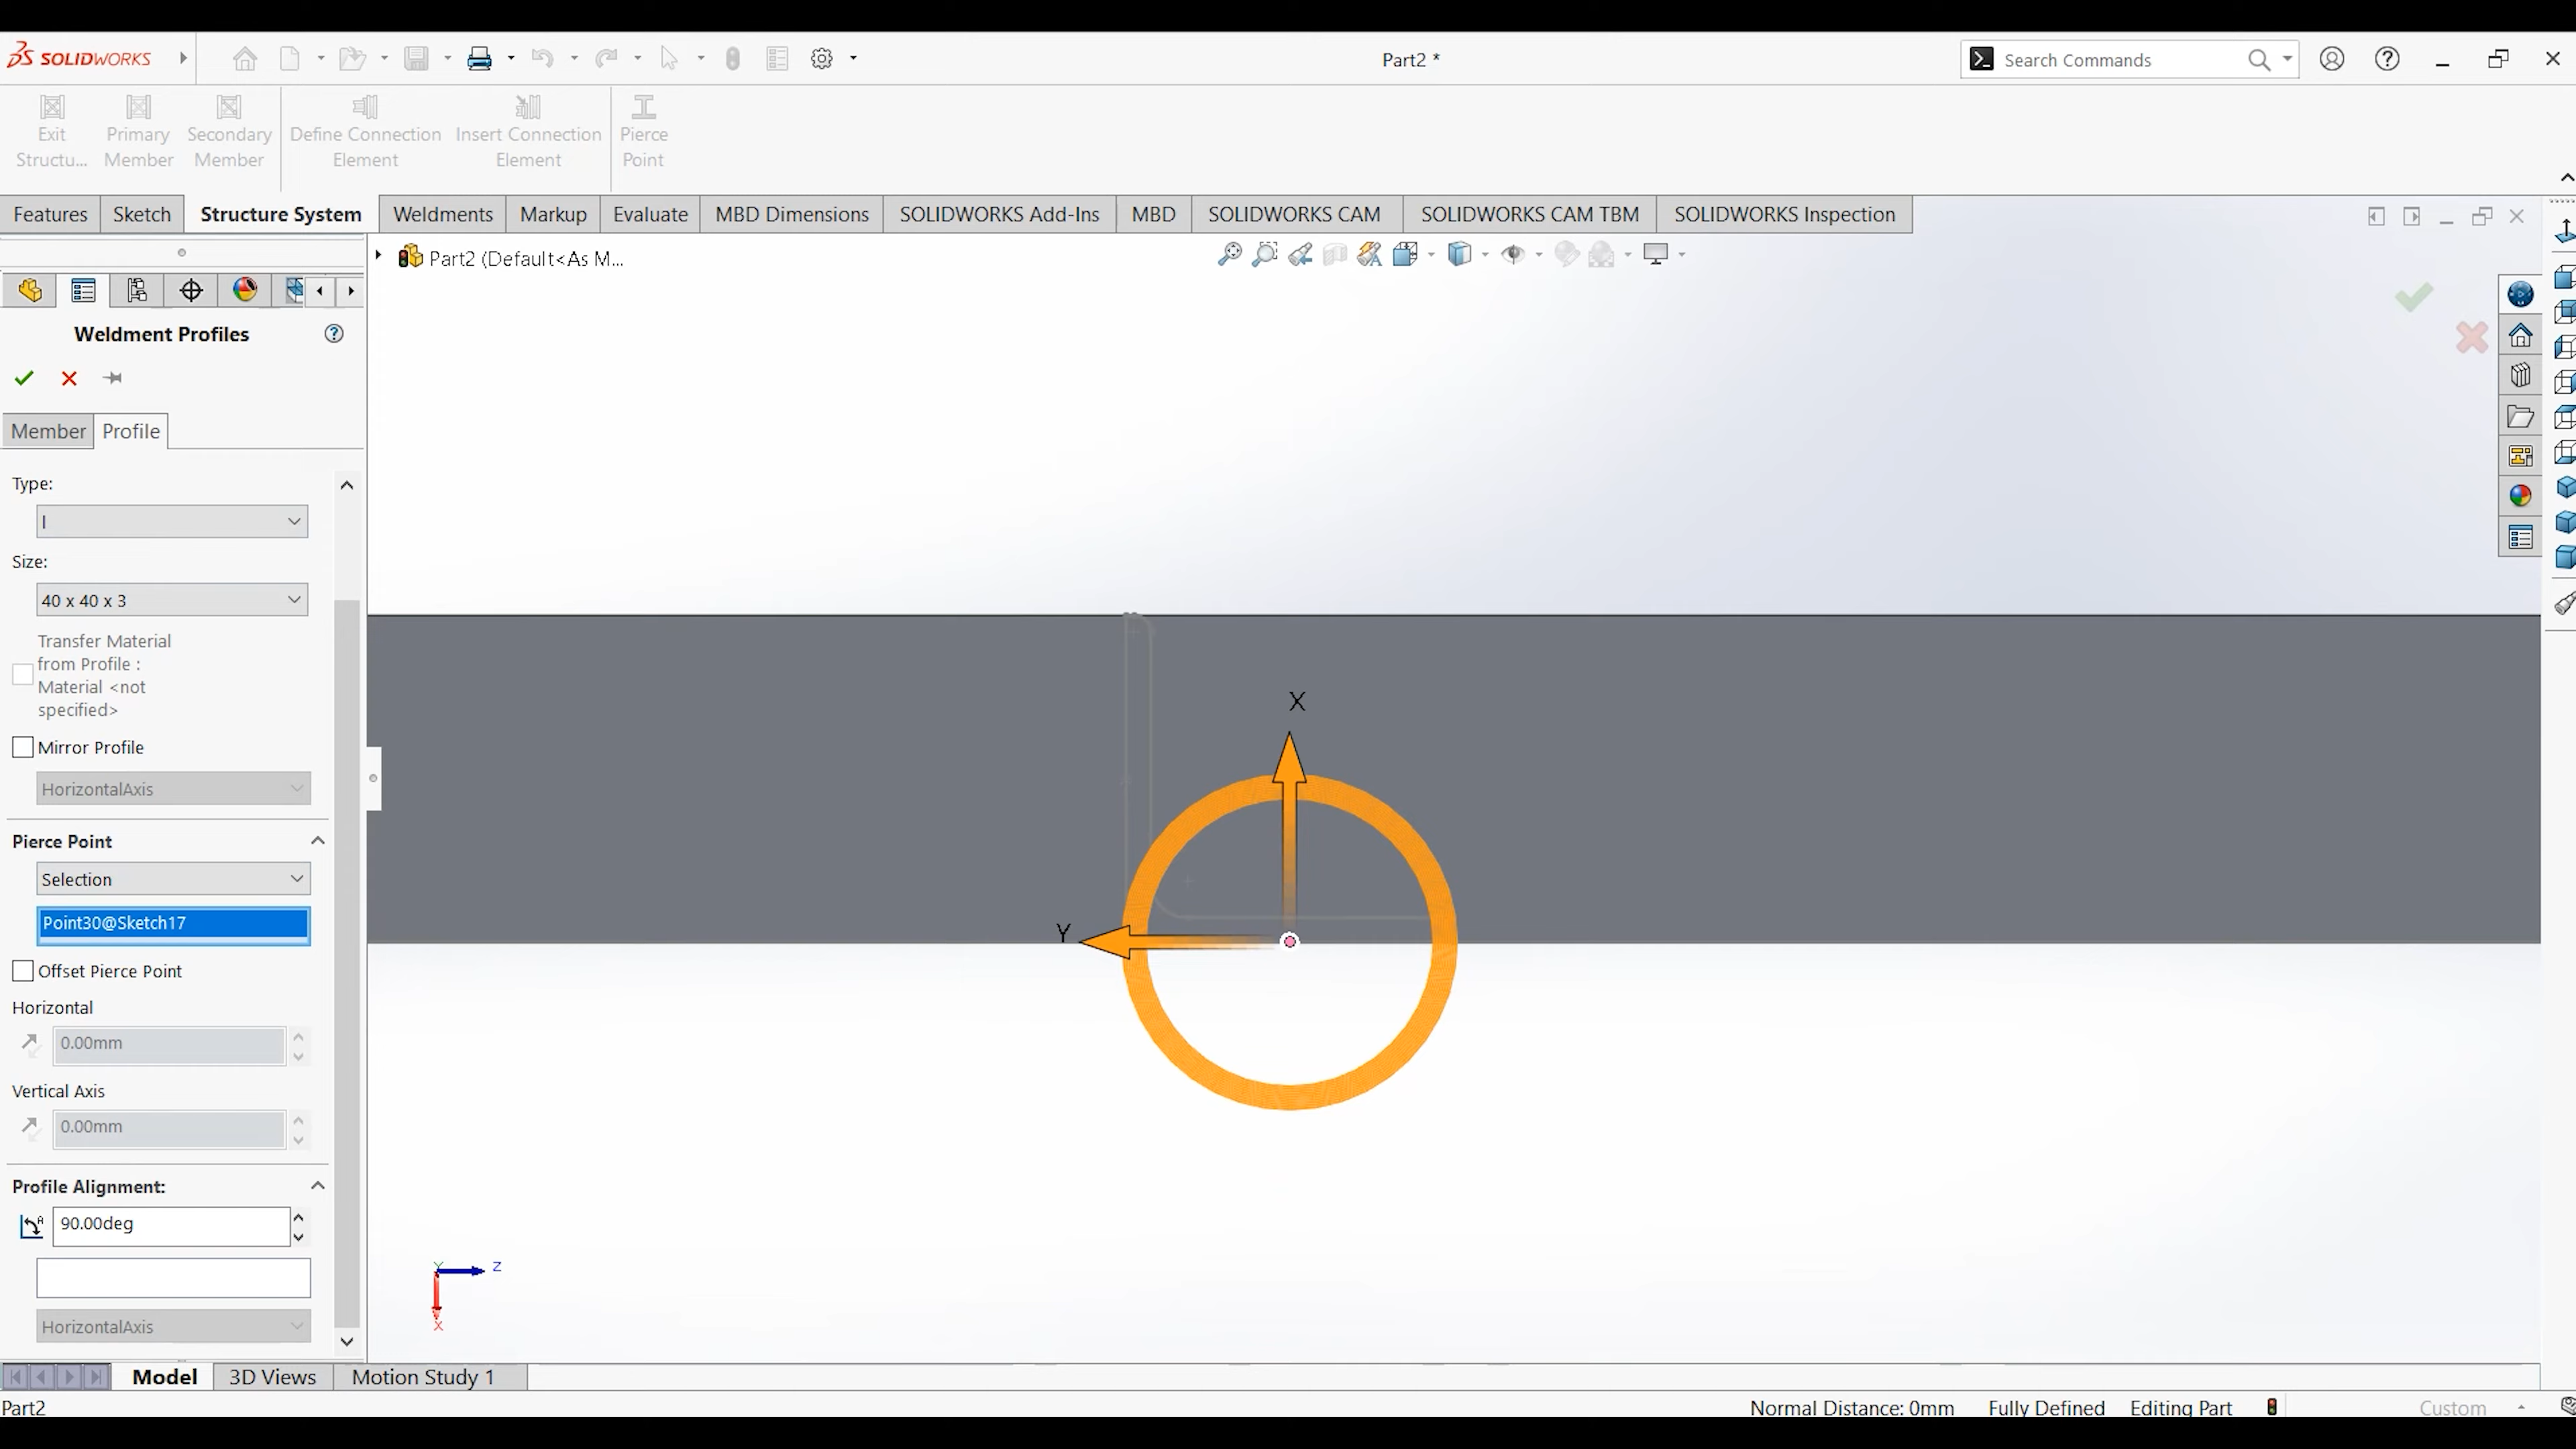 SOLIDWORKS
Part2 *
Search Commands
Exit
Structu...
Primary
Member
Secondary
Member
Define Connection
Element
Insert Connection
Element
Pierce
Point
Features
Sketch
Structure System
Weldments
Markup
Evaluate
MBD Dimensions
SOLIDWORKS Add-Ins
MBD
SOLIDWORKS CAM
SOLIDWORKS CAM TBM
SOLIDWORKS Inspection
Part2 (Default<As M...
Weldment Profiles
Member
Profile
Type:
I
Size:
40 x 40 x 3
Transfer Material
from Profile :
Material <not
specified>
Mirror Profile
HorizontalAxis
Pierce Point
Selection
Point30@Sketch17
Offset Pierce Point
Horizontal
0.00mm
Vertical Axis
0.00mm
Profile Alignment:
90.00deg
HorizontalAxis
X
Y
Y
Z
X
Model
3D Views
Motion Study 1
Part2
Normal Distance: 0mm
Fully Defined
Editing Part
Custom